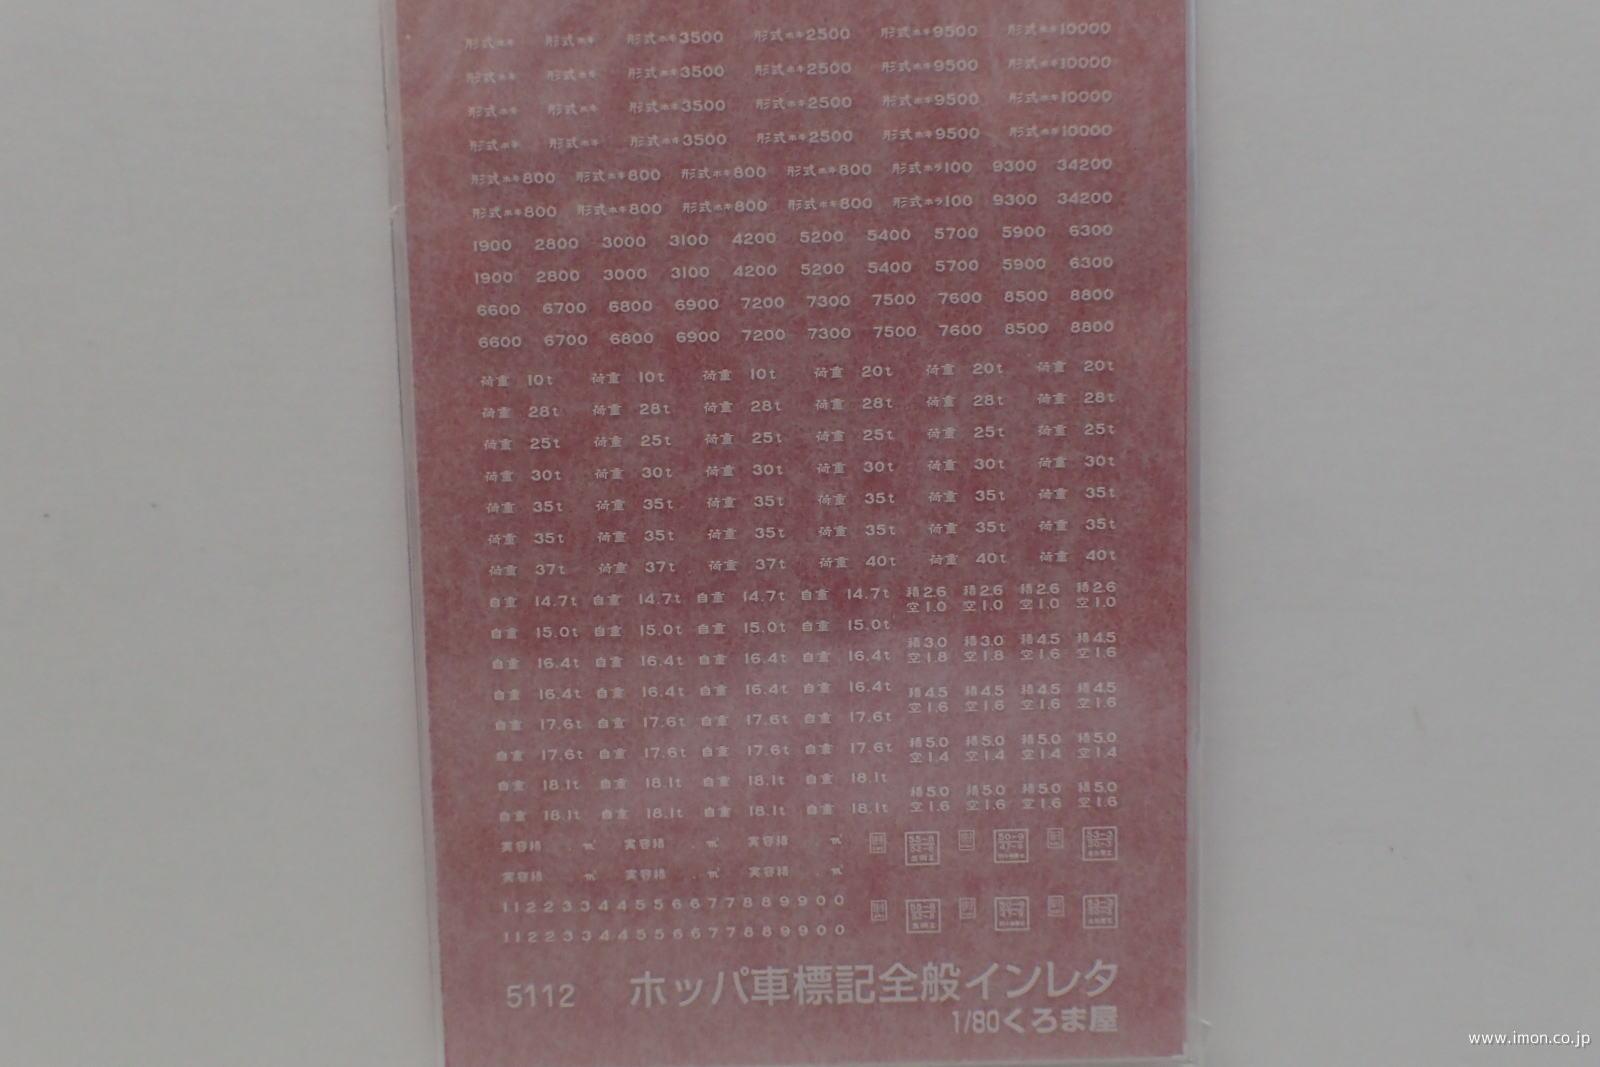 形式ホキ 形式ホキ 形式ホキ3500 形式ホキ2500 形式ホキ9500 形式ホキ10000
形式ホキ 形式ホキ 形式ホキ3500 形式ホキ2500 形式ホキ9500 形式ホキ10000
形式ホキ 形式ホキ 形式ホキ3500 形式ホキ2500 形式ホキ9500 形式ホキ10000
形式ホキ 形式ホキ 形式ホキ3500 形式ホキ2500 形式ホキ9500 形式ホキ10000
形式ホキ800 形式ホキ800 形式ホキ800 形式ホキ800 形式ホラ100 9300 34200
形式ホキ800 形式ホキ800 形式ホキ800 形式ホキ800 形式ホラ100 9300 34200
1900 2800 3000 3100 4200 5200 5400 5700 5900 6300
1900 2800 3000 3100 4200 5200 5400 5700 5900 6300
6600 6700 6800 6900 7200 7300 7500 7600 8500 8800
6600 6700 6800 6900 7200 7300 7500 7600 8500 8800
荷重 10t 荷重 10t 荷重 10t 荷重 20t 荷重 20t 荷重 20t
荷重 28t 荷重 28t 荷重 28t 荷重 28t 荷重 28t 荷重 28t
荷重 25t 荷重 25t 荷重 25t 荷重 25t 荷重 25t 荷重 25t
荷重 30t 荷重 30t 荷重 30t 荷重 30t 荷重 30t 荷重 30t
荷重 35t 荷重 35t 荷重 35t 荷重 35t 荷重 35t 荷重 35t
荷重 35t 荷重 35t 荷重 35t 荷重 35t 荷重 35t 荷重 35t
荷重 37t 荷重 37t 荷重 37t 荷重 40t 荷重 40t 荷重 40t
自重 14.7t 自重 14.7t 自重 14.7t 自重 14.7t
自重 15.0t 自重 15.0t 自重 15.0t 自重 15.0t
自重 16.4t 自重 16.4t 自重 16.4t 自重 16.4t
自重 16.4t 自重 16.4t 自重 16.4t 自重 16.4t
自重 17.6t 自重 17.6t 自重 17.6t 自重 17.6t
自重 17.6t 自重 17.6t 自重 17.6t 自重 17.6t
自重 18.1t 自重 18.1t 自重 18.1t 自重 18.1t
自重 18.1t 自重 18.1t 自重 18.1t 自重 18.1t
積2.6 積2.6 積2.6 積2.6
空1.0 空1.0 空1.0 空1.0
積3.0 積3.0 積4.5 積4.5
空1.8 空1.8 空1.6 空1.6
積4.5 積4.5 積4.5 積4.5
空1.6 空1.6 空1.6 空1.6
積5.0 積5.0 積5.0 積5.0
空1.4 空1.4 空1.4 空1.4
積5.0 積5.0 積5.0 積5.0
空1.6 空1.6 空1.6 空1.6
実容積 . ㎥ 実容積 . ㎥ 実容積 . ㎥
実容積 . ㎥ 実容積 . ㎥ 実容積 . ㎥
11223344556677889900
11223344556677889900
5112 ホッパ車標記全般インレタ
1/80くろま屋
www.imon.co.jp